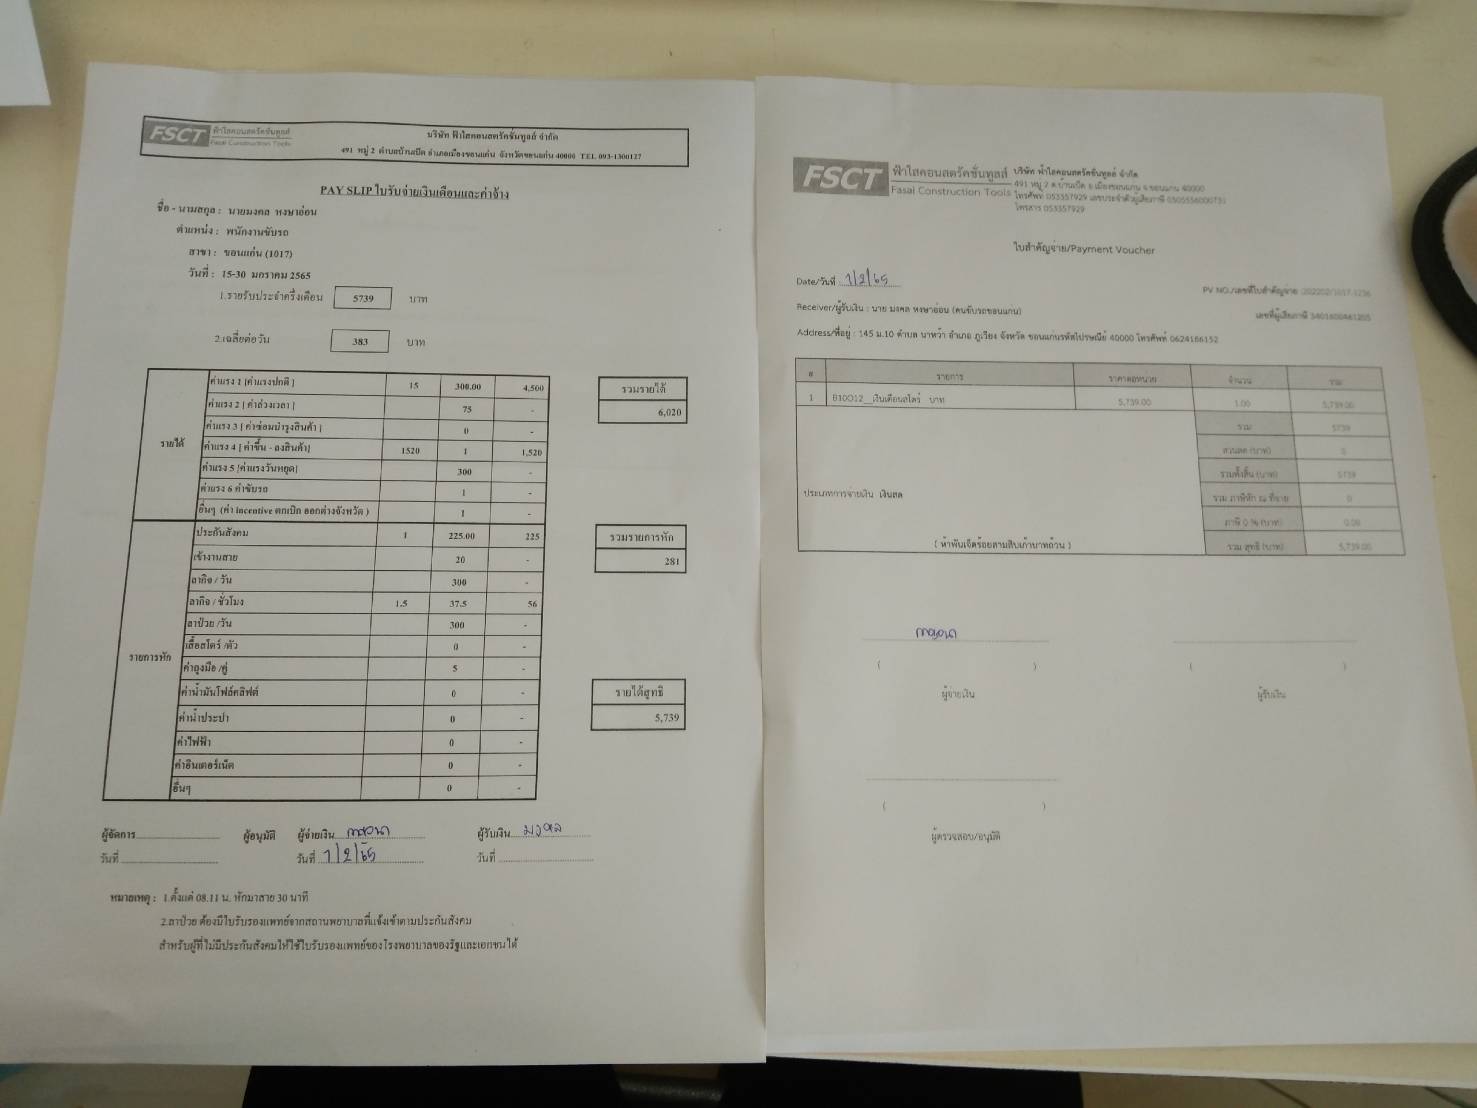 FSCT ฟ้าใสคอนสตรัคชั่นทูลส์
Fasai Construction Tools
บริษัท ฟ้าใสคอนสตรัคชั่นทูลส์ จำกัด
491 หมู่ 2 ตำบลบ้านเป็ด อำเภอเมืองขอนแก่น จังหวัดขอนแก่น 40000 TEL 093-1300127
PAY SLIP ใบรับจ่ายเงินเดือนและค่าจ้าง
ชื่อ - นามสกุล : นายมงคล หงษาอ่อน
ตำแหน่ง : พนักงานขับรถ
สาขา : ขอนแก่น (1017)
วันที่ : 15-30 มกราคม 2565
1.รายรับประจำครึ่งเดือน 5739 บาท
2.เฉลี่ยต่อวัน 383 บาท
รายได้
ค่าแรง 1 [ค่าแรงปกติ ] 15 300.00 4,500
ค่าแรง 2 [ ค่าล่วงเวลา ] 75 -
ค่าแรง 3 [ ค่าซ่อมบำรุงสินค้า ] 0 -
ค่าแรง 4 [ ค่าขึ้น - ลงสินค้า] 1520 1 1,520
ค่าแรง 5 [ค่าแรงวันหยุด] 300 -
ค่าแรง 6 ค่าขับรถ 1 -
อื่นๆ (ค่า Incentive ตกเบิก ออกต่างจังหวัด ) 1 -
รวมรายได้
6,020
รายการหัก
ประกันสังคม 1 225.00 225
เข้างานสาย 20 -
ลากิจ / วัน 300 -
ลากิจ / ชั่วโมง 1.5 37.5 56
ลาป่วย /วัน 300 -
เสื้อสโตร์ /ตัว 0 -
ค่าถุงมือ /คู่ 5 -
ค่าน้ำมันโฟล์คลิฟต์ 0 -
ค่าน้ำประปา 0 -
ค่าไฟฟ้า 0 -
ค่าอินเตอร์เน็ต 0 -
อื่นๆ 0 -
รวมรายการหัก
281
รายได้สุทธิ
5,739
ผู้จัดการ ผู้อนุมัติ ผู้จ่ายเงิน ผู้รับเงิน มงคล
วันที่ วันที่ 1/2/65 วันที่
หมายเหตุ : 1.ตั้งแต่ 08.11 น. หักมาสาย 30 นาที
2.ลาป่วย ต้องมีใบรับรองแพทย์จากสถานพยาบาลที่แจ้งเข้าตามประกันสังคม
สำหรับผู้ที่ไม่มีประกันสังคมให้ใช้ใบรับรองแพทย์ของโรงพยาบาลของรัฐและเอกชนได้
FSCT ฟ้าใสคอนสตรัคชั่นทูลส์
Fasai Construction Tools
บริษัท ฟ้าใสคอนสตรัคชั่นทูลส์ จำกัด
491 หมู่ 2 ต.บ้านเป็ด อ.เมืองขอนแก่น จ.ขอนแก่น 40000
โทรศัพท์ 053357929 เลขประจำตัวผู้เสียภาษี 0505556000731
โทรสาร 053357929
ใบสำคัญจ่าย/Payment Voucher
Date/วันที่ 1/2/65
PV NO./เลขที่ใบสำคัญจ่าย :202202/1017-1236
Receiver/ผู้รับเงิน : นาย มงคล หงษาอ่อน (คนขับรถขอนแก่น)
เลขที่ผู้เสียภาษี 3401600461205
Address/ที่อยู่ : 145 ม.10 ตำบล นาหว้า อำเภอ ภูเวียง จังหวัด ขอนแก่นรหัสไปรษณีย์ 40000 โทรศัพท์ 0624166152
# รายการ ราคาต่อหน่วย จำนวน รวม
1 B10O12__เงินเดือนสโตร์ บาท 5,739.00 1.00 5,739.00
รวม 5739
ส่วนลด (บาท) 0
รวมทั้งสิ้น (บาท) 5739
ประเภทการจ่ายเงิน เงินสด
รวม ภาษีหัก ณ ที่จ่าย 0
ภาษี 0 % (บาท) 0.00
( ห้าพันเจ็ดร้อยสามสิบเก้าบาทถ้วน )
รวม สุทธิ (บาท) 5,739.00
( ) ( )
ผู้จ่ายเงิน ผู้รับเงิน
( )
ผู้ตรวจสอบ/อนุมัติ